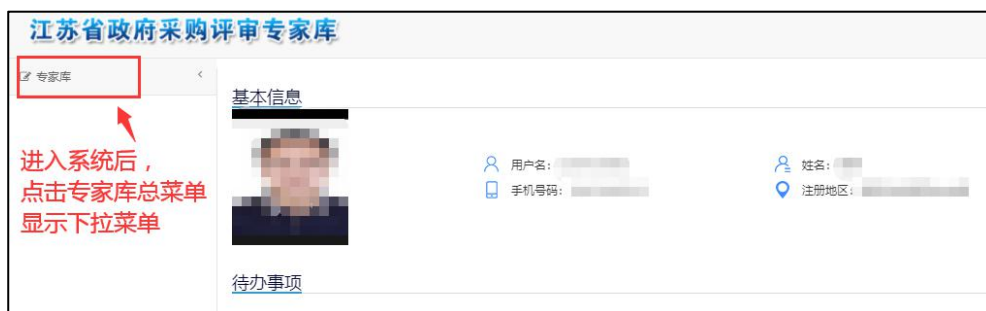 江苏省政府采购评审专家库
专家库
基本信息
用户名:
姓名:
手机号码:
注册地区:
进入系统后，
点击专家库总菜单
显示下拉菜单
待办事项